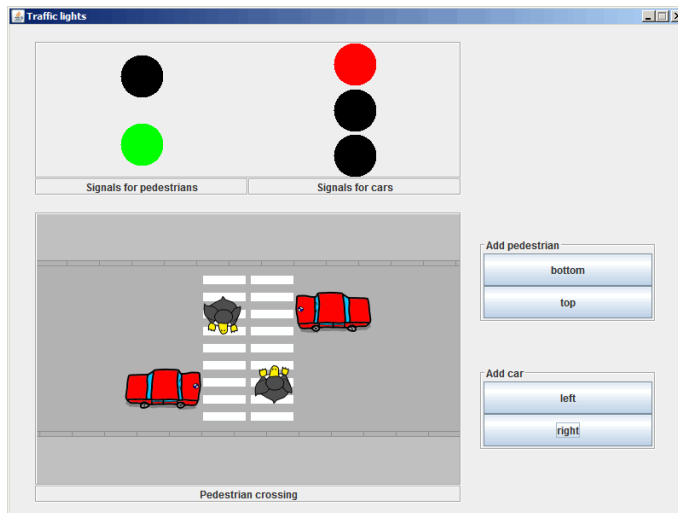 Traffic lights
Signals for pedestrians
Signals for cars
Add pedestrian
bottom
top
Add car
left
right
Pedestrian crossing